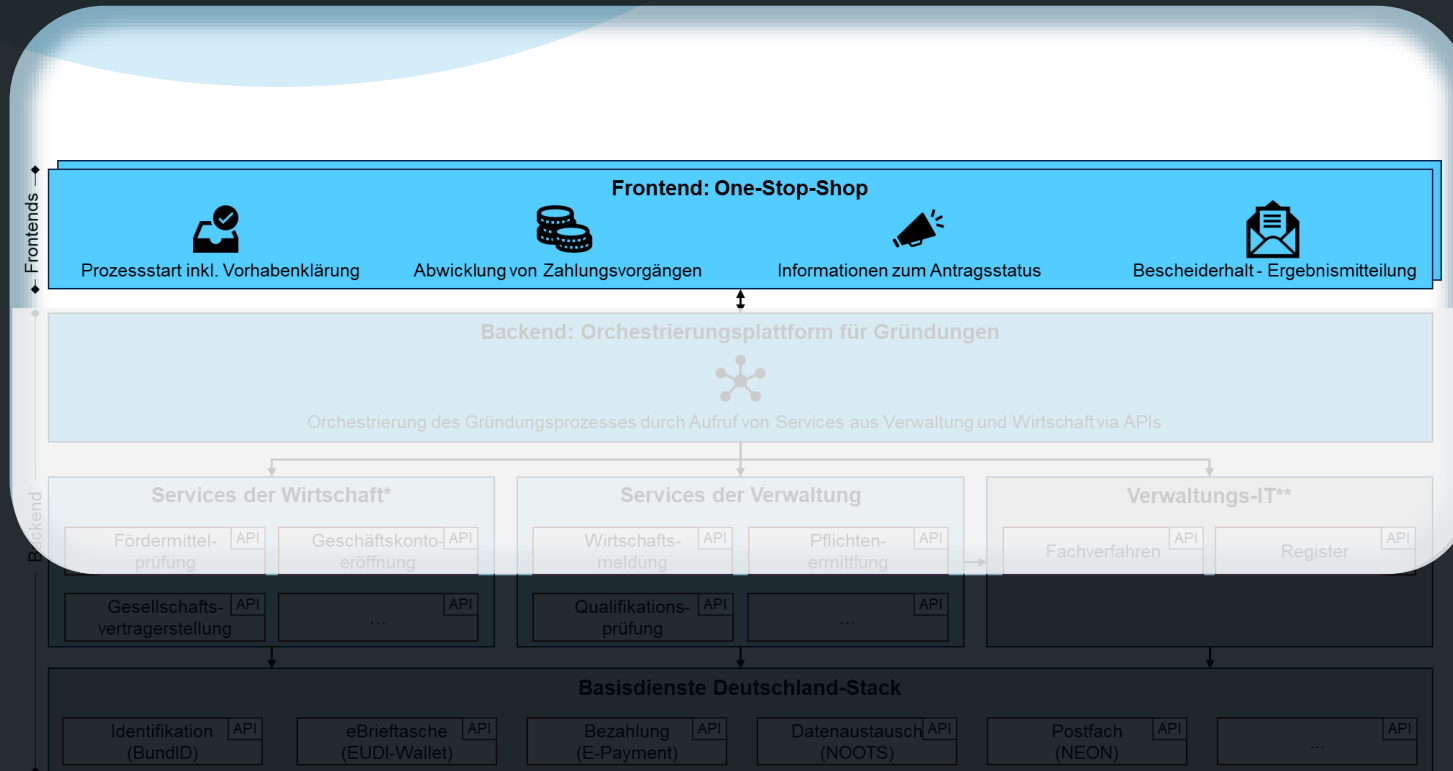 Frontends
Frontend: One-Stop-Shop
Prozessstart inkl. Vorhabenklärung
Abwicklung von Zahlungsvorgängen
Informationen zum Antragsstatus
Bescheiderhalt - Ergebnismitteilung
Backend
Backend: Orchestrierungsplattform für Gründungen
Orchestrierung des Gründungsprozesses durch Aufruf von Services aus Verwaltung und Wirtschaft via APIs
Services der Wirtschaft*
Fördermittel-
prüfung
API
Geschäftskonto-
eröffnung
API
Gesellschafts-
vertragerstellung
API
...
API
Services der Verwaltung
Wirtschafts-
meldung
API
Pflichten-
ermittlung
API
Qualifikations-
prüfung
API
...
API
Verwaltungs-IT**
Fachverfahren
API
Register
API
Basisdienste Deutschland-Stack
Identifikation
(BundID)
API
eBrieftasche
(EUDI-Wallet)
API
Bezahlung
(E-Payment)
API
Datenaustausch
(NOOTS)
API
Postfach
(NEON)
API
...
API